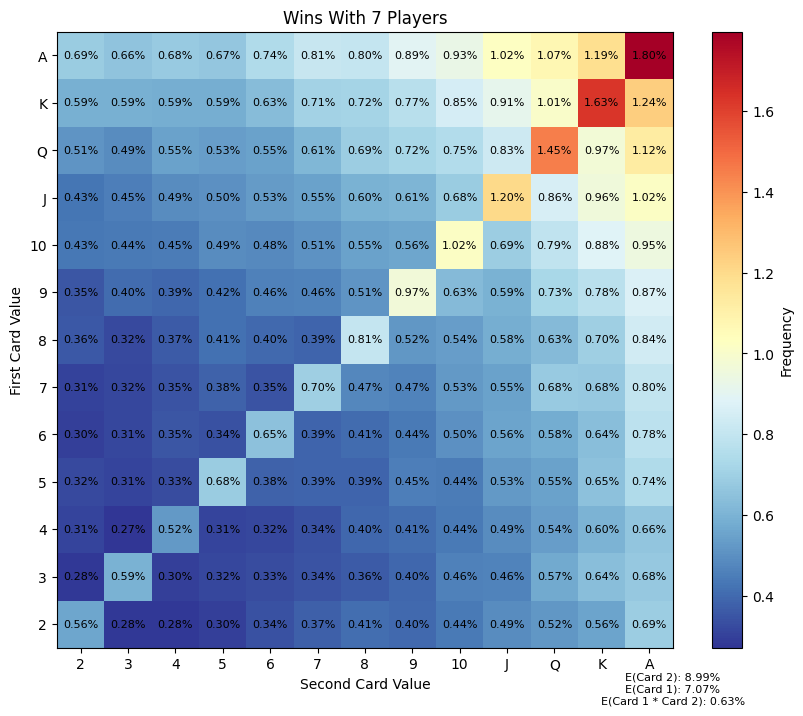 Wins With 7 Players
A 0.69% 0.66% 0.68% 0.67% 0.74% 0.81% 0.80% 0.89% 0.93% 1.02% 1.07% 1.19% 1.80%
K 0.59% 0.59% 0.59% 0.59% 0.63% 0.71% 0.72% 0.77% 0.85% 0.91% 1.01% 1.63% 1.24%
Q 0.51% 0.49% 0.55% 0.53% 0.55% 0.61% 0.69% 0.72% 0.75% 0.83% 1.45% 0.97% 1.12%
J 0.43% 0.45% 0.49% 0.50% 0.53% 0.55% 0.60% 0.61% 0.68% 1.20% 0.86% 0.96% 1.02%
10 0.43% 0.44% 0.45% 0.49% 0.48% 0.51% 0.55% 0.56% 1.02% 0.69% 0.79% 0.88% 0.95%
9 0.35% 0.40% 0.39% 0.42% 0.46% 0.46% 0.51% 0.97% 0.63% 0.59% 0.73% 0.78% 0.87%
8 0.36% 0.32% 0.37% 0.41% 0.40% 0.39% 0.81% 0.52% 0.54% 0.58% 0.63% 0.70% 0.84%
7 0.31% 0.32% 0.35% 0.38% 0.35% 0.70% 0.47% 0.47% 0.53% 0.55% 0.68% 0.68% 0.80%
6 0.30% 0.31% 0.35% 0.34% 0.65% 0.39% 0.41% 0.44% 0.50% 0.56% 0.58% 0.64% 0.78%
5 0.32% 0.31% 0.33% 0.68% 0.38% 0.39% 0.39% 0.45% 0.44% 0.53% 0.55% 0.65% 0.74%
4 0.31% 0.27% 0.52% 0.31% 0.32% 0.34% 0.40% 0.41% 0.44% 0.49% 0.54% 0.60% 0.66%
3 0.28% 0.59% 0.30% 0.32% 0.33% 0.34% 0.36% 0.40% 0.46% 0.46% 0.57% 0.64% 0.68%
2 0.56% 0.28% 0.28% 0.30% 0.34% 0.37% 0.41% 0.40% 0.44% 0.49% 0.52% 0.56% 0.69%
2 3 4 5 6 7 8 9 10 J Q K A
First Card Value
Second Card Value
1.6
1.4
1.2
1.0
0.8
0.6
0.4
Frequency
E(Card 2): 8.99%
E(Card 1): 7.07%
E(Card 1 * Card 2): 0.63%